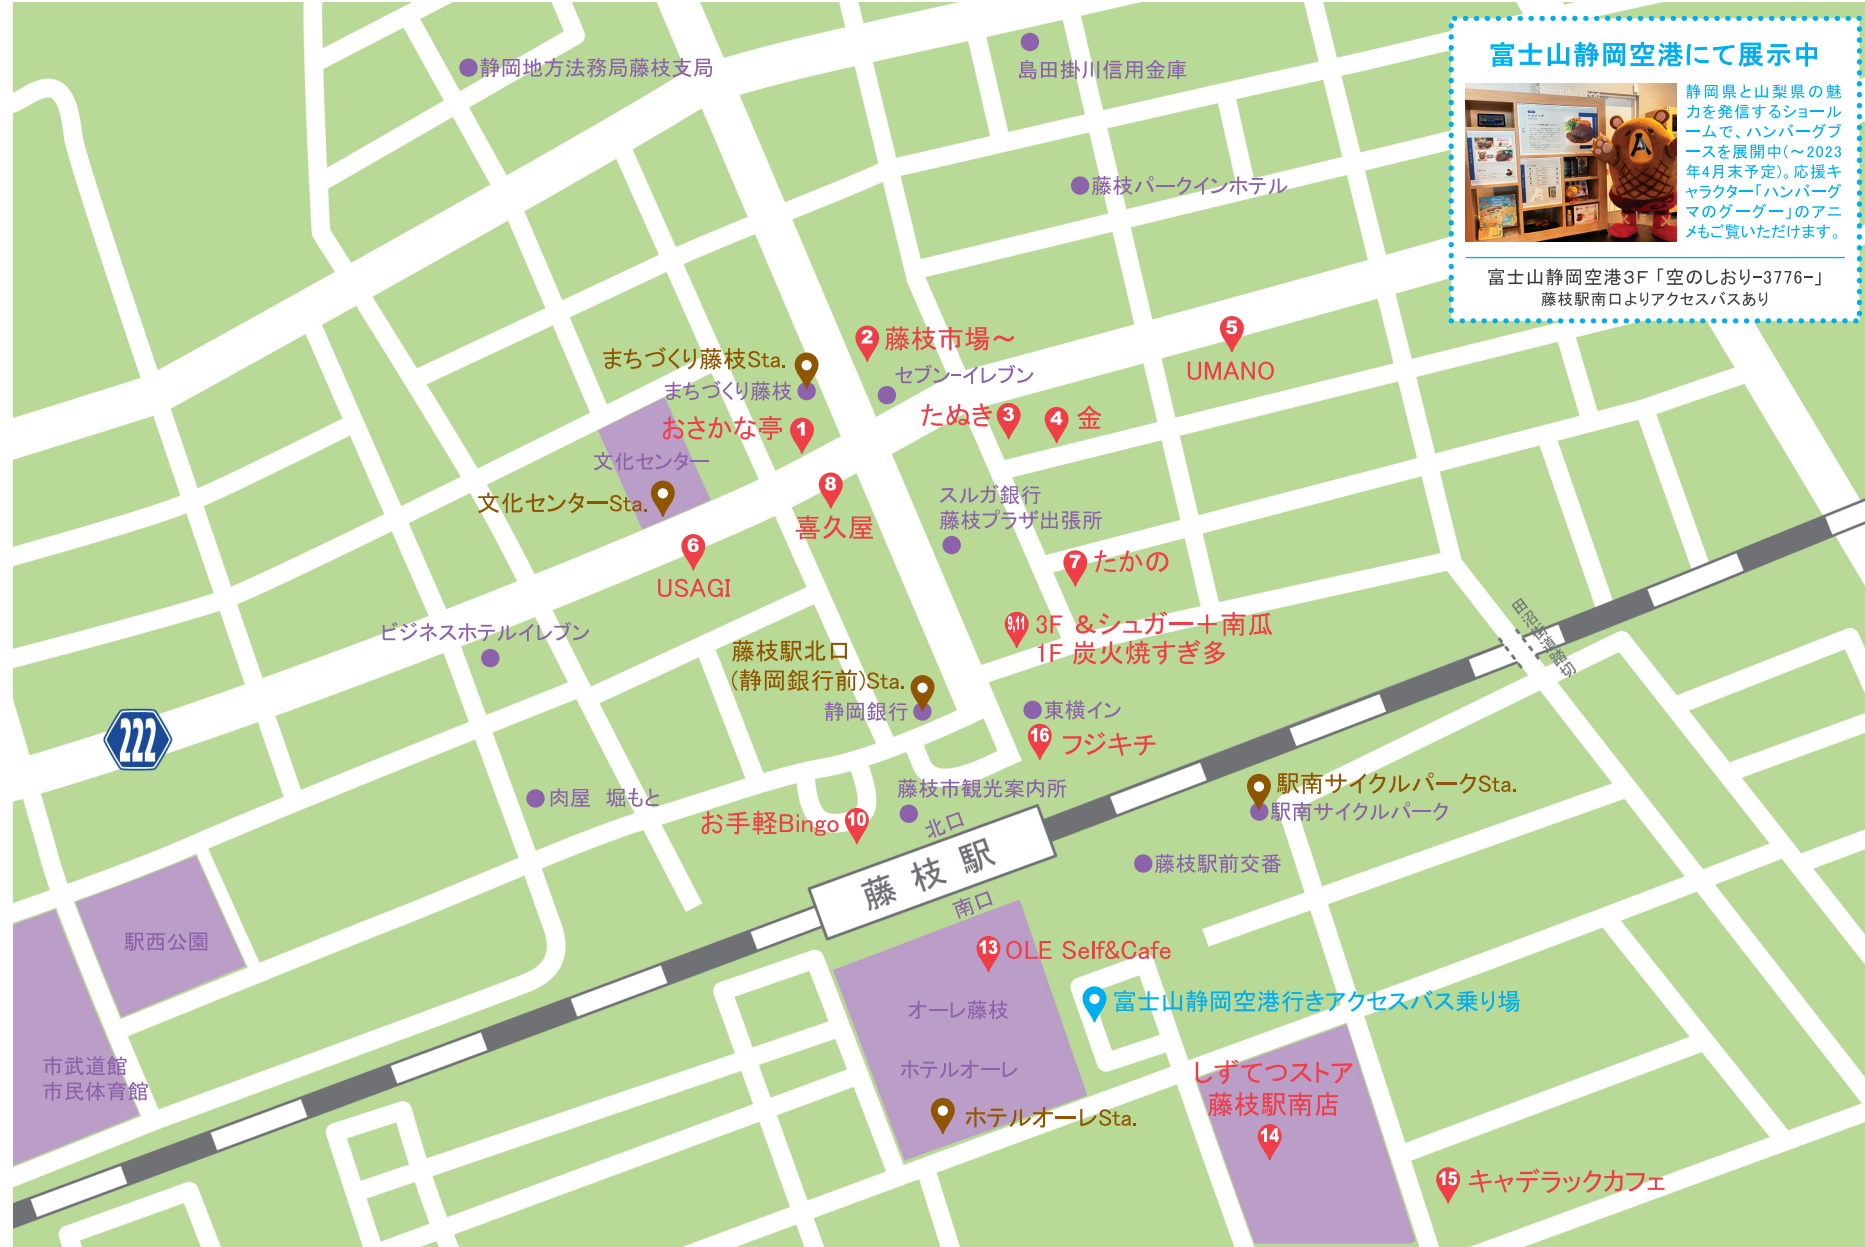 静岡地方法務局藤枝支局
島田掛川信用金庫
藤枝パークインホテル
富士山静岡空港にて展示中
静岡県と山梨県の魅
力を発信するショール
ームで、ハンバーグブ
ースを展開中(～2023
年4月末予定)。応援キ
ャラクター「ハンバーグ
マのグーグー」のアニ
メもご覧いただけます。
富士山静岡空港3F「空のしおり-3776-」
藤枝駅南口よりアクセスバスあり
2 藤枝市場～
5
UMANO
まちづくり藤枝Sta.
まちづくり藤枝
セブン-イレブン
おさかな亭 1
たぬき 3
4 金
文化センター
文化センターSta.
8
喜久屋
スルガ銀行
藤枝プラザ出張所
6
USAGI
7 たかの
ビジネスホテルイレブン
9,11 3F &シュガー＋南瓜
1F 炭火焼すぎ多
田沼街道踏切
藤枝駅北口
(静岡銀行前)Sta.
静岡銀行
東横イン
16 フジキチ
222
肉屋 堀もと
藤枝市観光案内所
お手軽Bingo 10
北口
藤枝駅
南口
駅南サイクルパークSta.
駅南サイクルパーク
藤枝駅前交番
駅西公園
13 OLE Self&Cafe
オーレ藤枝
富士山静岡空港行きアクセスバス乗り場
市武道館
市民体育館
ホテルオーレ
ホテルオーレSta.
しずてつストア
藤枝駅南店
14
15 キャデラックカフェ